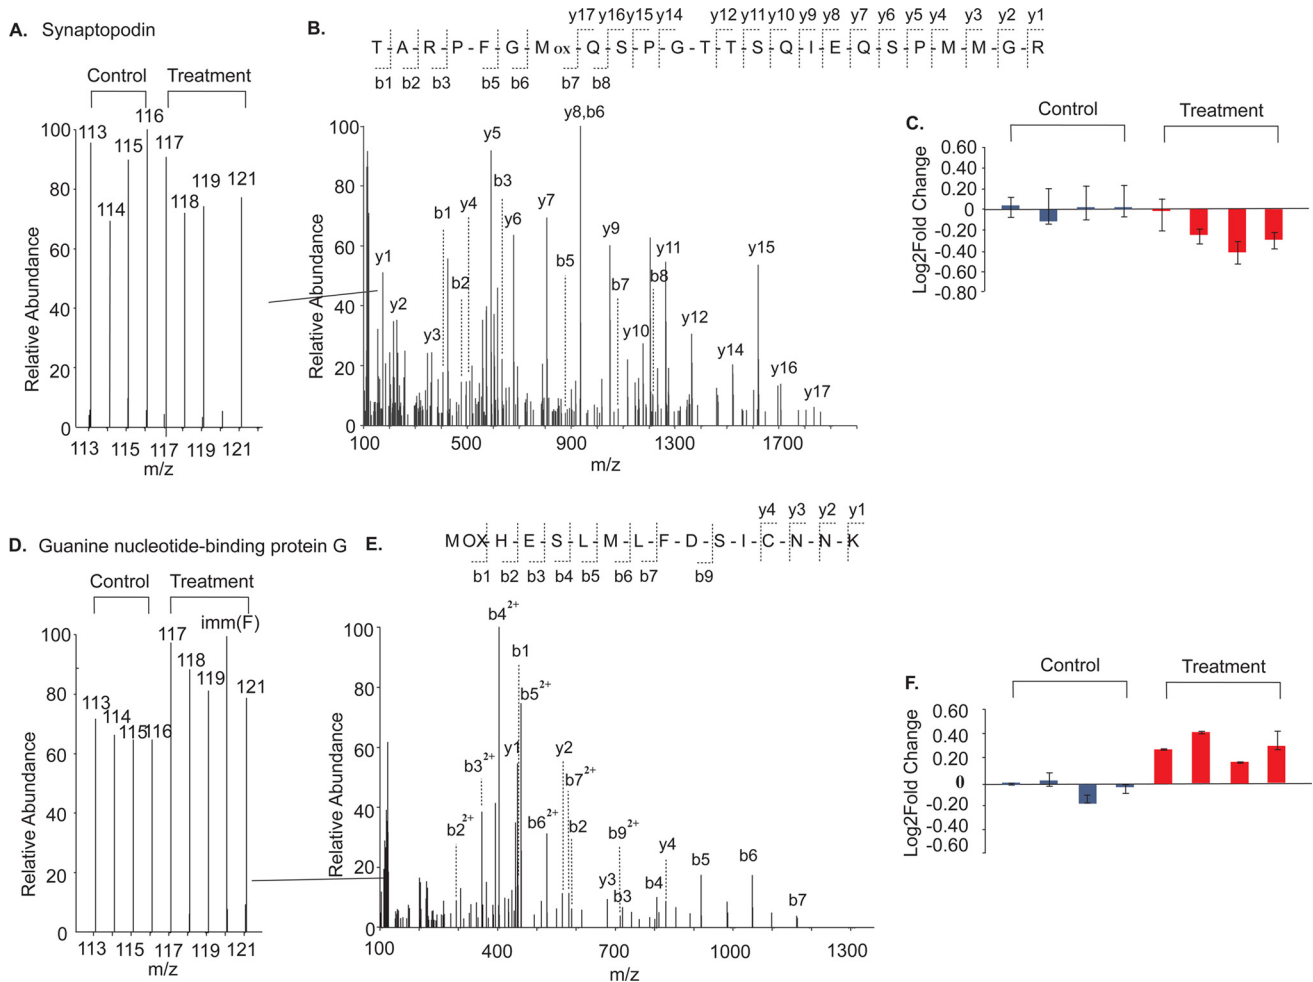 A. Synaptopodin
Control Treatment
113 114 115 116 117 118 119 121
Relative Abundance
100
80
60
40
20
0
113 115 117 119 121
m/z
B.
y17 y16 y15 y14 y12 y11 y10 y9 y8 y7 y6 y5 y4 y3 y2 y1
T-A-R-P-F-G-M ox-Q-S-P-G-T-T-S-Q-I-E-Q-S-P-M-M-G-R
b1 b2 b3 b5 b6 b7 b8
Relative Abundance
100
80
60
40
20
0
y8,b6
y5
b3
b1 y4
y7
y6
y9
y1
b5
y11
y15
b2
b7 b8
y2
y3
y10
y12
y14
y16
y17
100 500 900 1300 1700
m/z
C.
Control Treatment
Log2Fold Change
0.60
0.40
0.20
0
-0.20
-0.40
-0.60
-0.80
D. Guanine nucleotide-binding protein G
Control Treatment
imm(F)
113 114 115 116 117 118 119 121
Relative Abundance
100
80
60
40
20
0
113 115 117 119 121
m/z
E.
y4 y3 y2 y1
MOX-H-E-S-L-M-L-F-D-S-I-C-N-N-K
b1 b2 b3 b4 b5 b6 b7 b9
Relative Abundance
100
80
60
40
20
0
b4²⁺
b1
b5²⁺
y1
y2
b3²⁺
b7²⁺
b2²⁺
b6²⁺
b2
b9²⁺
y4
y3
b3
b4
b5
b6
b7
100 400 700 1000 1300
m/z
F.
Control Treatment
Log2Fold Change
0.60
0.40
0.20
0
-0.20
-0.40
-0.60